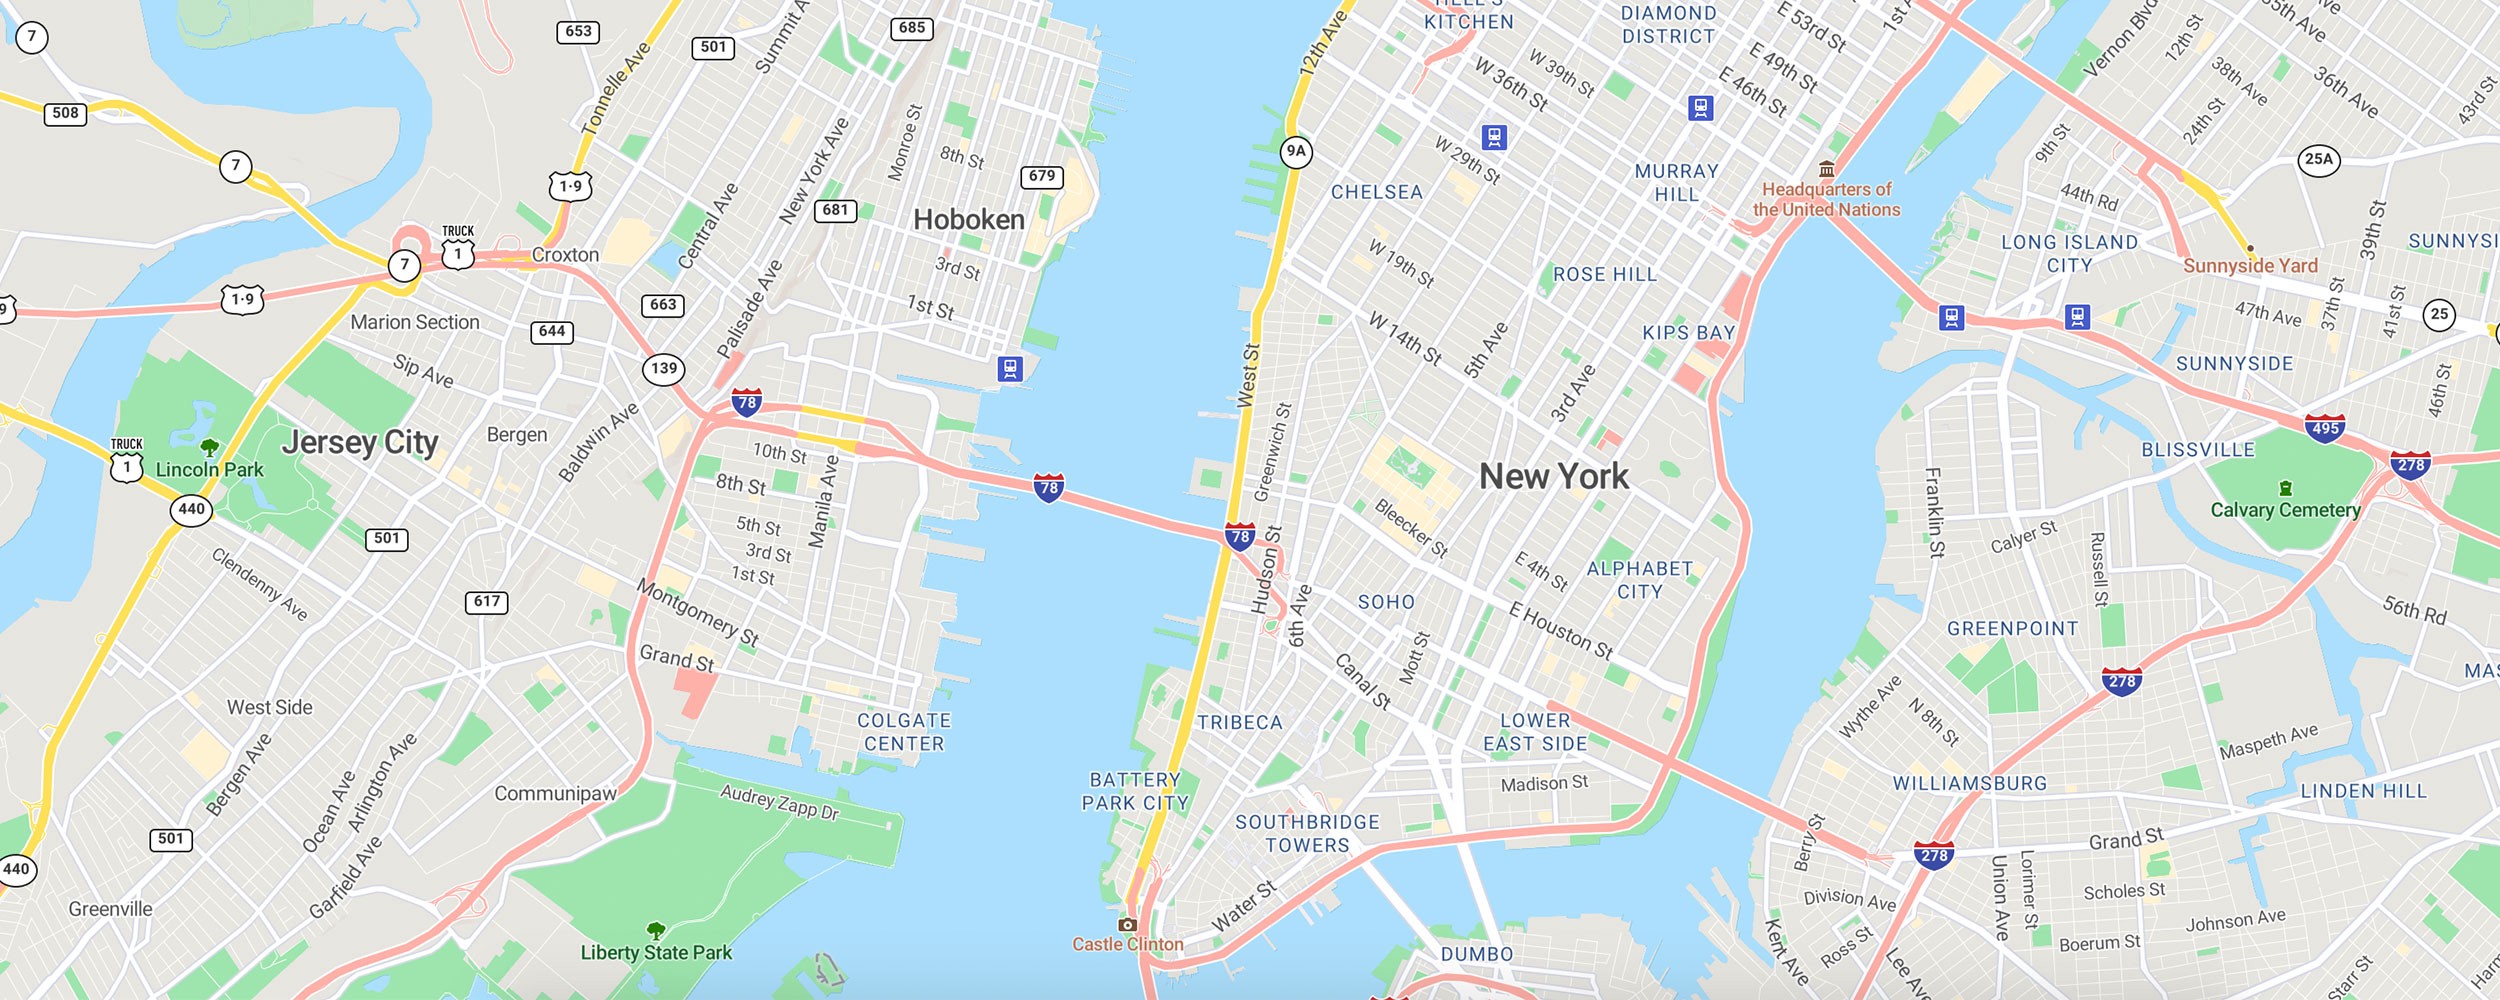 7
653
501
685
HELL'S
KITCHEN
DIAMOND
DISTRICT
E 53rd St
1st A
Vernon Blvd
12th St
35th Ave
Ave
Summit A
Tonnelle Ave
12th Ave
W 36th St
W 39th St
E 49th St
E 46th St
38th Ave
36th Ave
43rd St
24th St
508
7
Monroe St
8th St
679
9A
W 29th St
9th St
25A
1·9
New York Ave
681
Hoboken
CHELSEA
MURRAY
HILL
Headquarters of
the United Nations
44th Rd
39th St
TRUCK
1
7
Croxton
Central Ave
3rd St
W 19th St
ROSE HILL
LONG ISLAND
CITY
Sunnyside Yard
SUNNYSI
9
1·9
663
1st St
Palisade Ave
Marion Section
644
W 14th St
5th Ave
KIPS BAY
47th Ave
37th St
41st St
25
139
Sip Ave
West St
3rd Ave
SUNNYSIDE
46th St
78
Bergen
Baldwin Ave
Jersey City
Lincoln Park
TRUCK
1
440
10th St
8th St
Manila Ave
78
Greenwich St
New York
BLISSVILLE
495
278
Calvary Cemetery
Franklin St
5th St
3rd St
1st St
78
Hudson St
Bleecker St
E 4th St
Calyer St
Russell St
501
Clendenny Ave
617
Montgomery St
Grand St
6th Ave
SOHO
Mott St
ALPHABET
CITY
E Houston St
GREENPOINT
56th Rd
278
MAS
West Side
Bergen Ave
COLGATE
CENTER
Canal St
TRIBECA
LOWER
EAST SIDE
Wythe Ave
N 8th St
Maspeth Ave
Ocean Ave
Arlington Ave
Communipaw
Audrey Zapp Dr
BATTERY
PARK CITY
Madison St
WILLIAMSBURG
LINDEN HILL
501
Garfield Ave
440
SOUTHBRIDGE
TOWERS
Berry St
278
Grand St
Greenville
Water St
Division Ave
Union Ave
Lorimer St
Scholes St
Johnson Ave
Liberty State Park
Castle Clinton
DUMBO
Kent Ave
Ross St
Lee Ave
Boerum St
Starr St
Harm